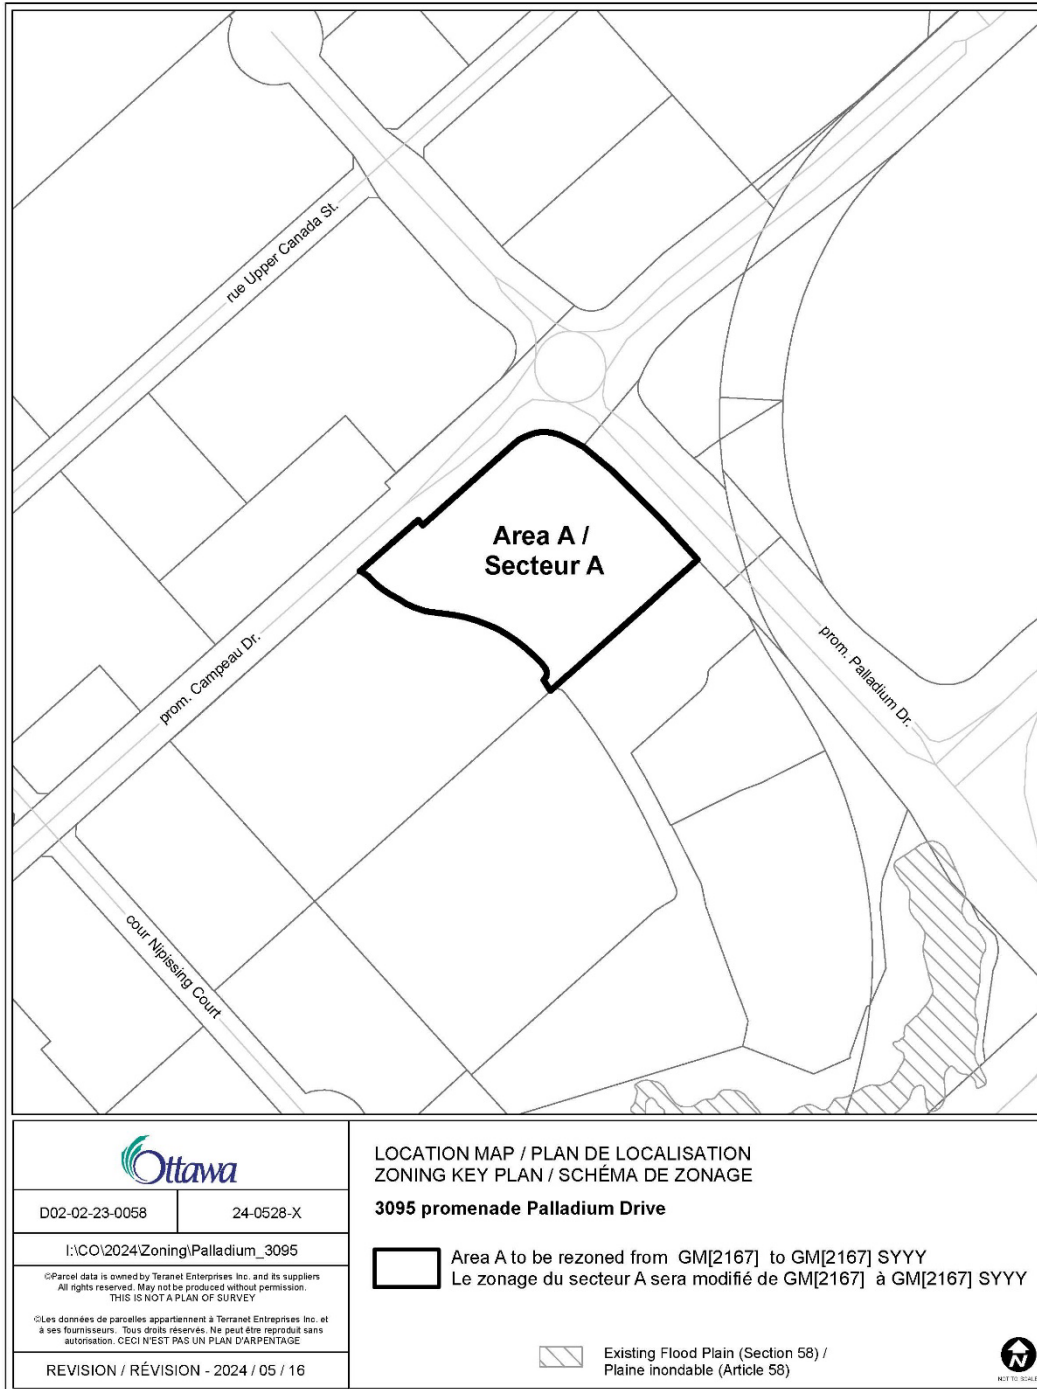 rue Upper Canada St.
Area A /
Secteur A
prom. Campeau Dr.
prom. Palladium Dr.
cour Nipissing Court
Ottawa
D02-02-23-0058
24-0528-X
I:\CO\2024\Zoning\Palladium_3095
©Parcel data is owned by Teranet Enterprises Inc. and its suppliers
All rights reserved. May not be produced without permission.
THIS IS NOT A PLAN OF SURVEY
©Les données de parcelles appartiennent à Terranet Entreprises Inc. et
à ses fournisseurs. Tous droits réservés. Ne peut être reproduit sans
autorisation. CECI N'EST PAS UN PLAN D'ARPENTAGE
REVISION / RÉVISION - 2024 / 05 / 16
LOCATION MAP / PLAN DE LOCALISATION
ZONING KEY PLAN / SCHÉMA DE ZONAGE
3095 promenade Palladium Drive
Area A to be rezoned from GM[2167] to GM[2167] SYYY
Le zonage du secteur A sera modifié de GM[2167] à GM[2167] SYYY
Existing Flood Plain (Section 58) /
Plaine inondable (Article 58)
N
NOT TO SCALE